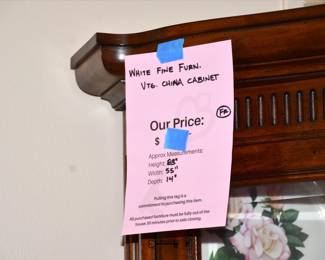 WHITE FINE FURN.
VTG. CHINA CABINET
FR
Our Price:
$
Approx Measurements:
Height: 88"
Width: 55"
Depth: 14"
Pulling this tag is a
commitment to purchasing this item.
All purchased furniture must be fully out of the
house 30 minutes prior to sale closing.